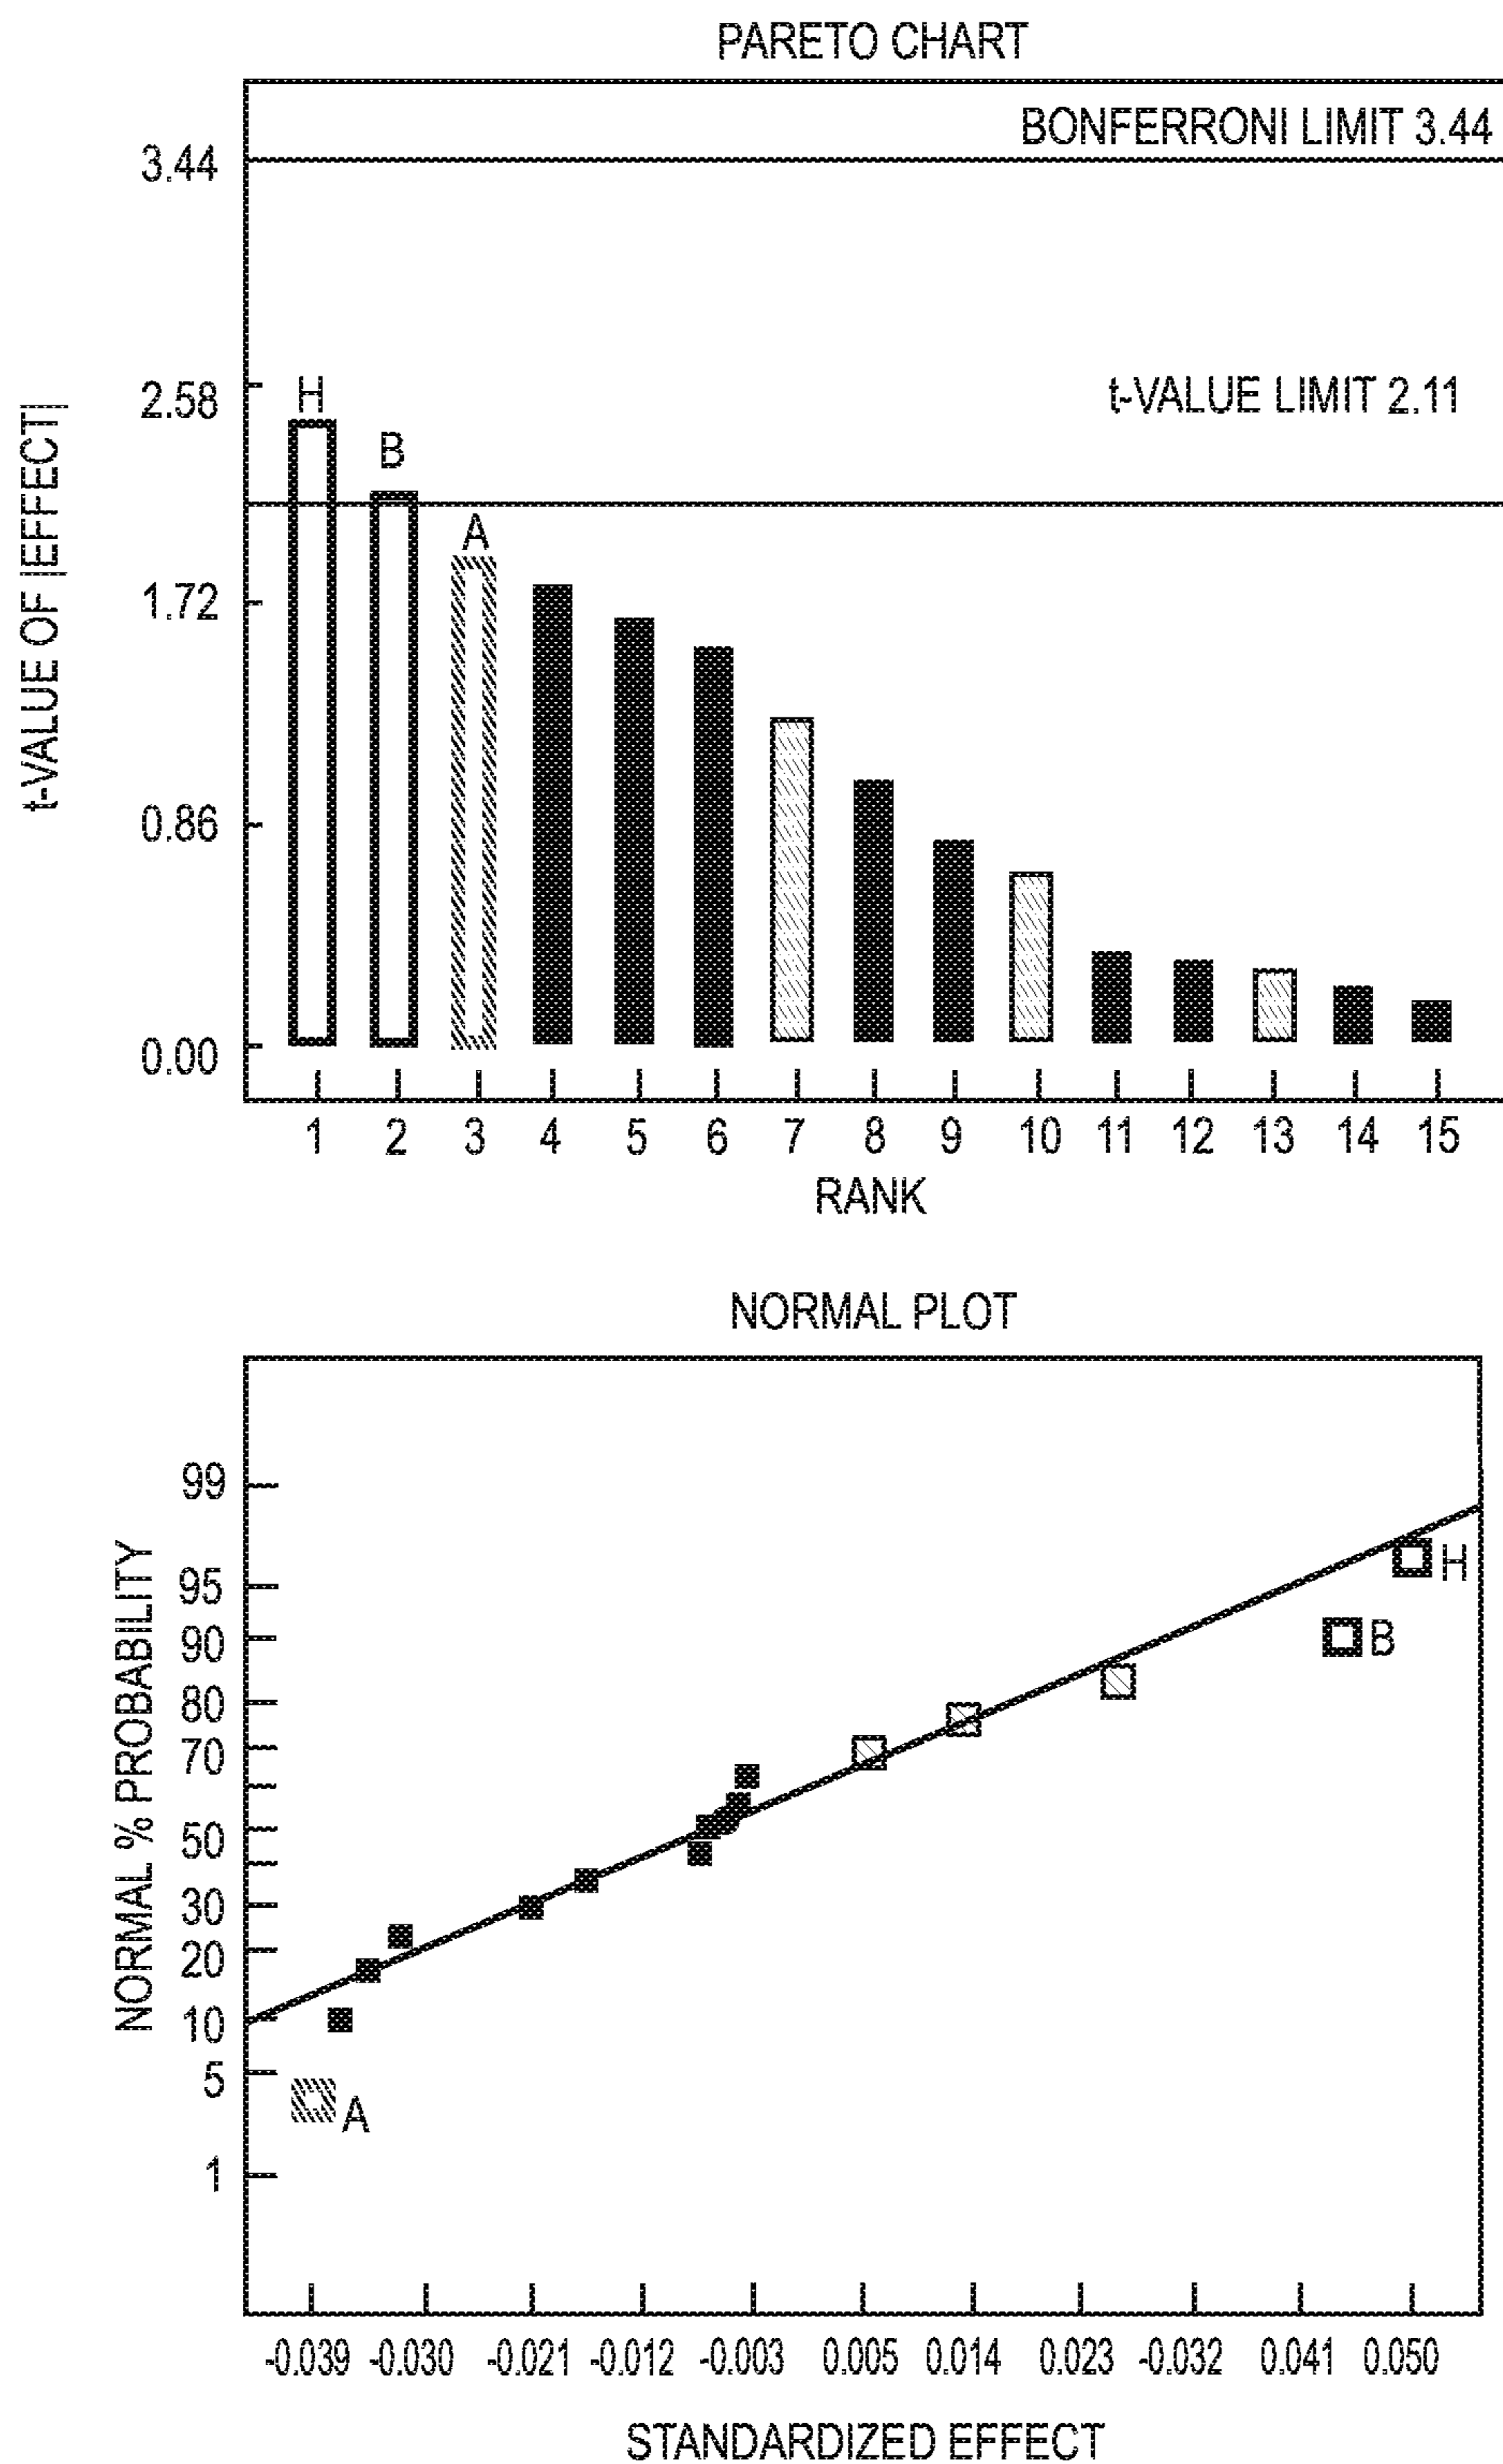 PARETO CHART
BONFERRONI LIMIT 3.44
3.44
t-VALUE OF |EFFECT|
2.58
H
t-VALUE LIMIT 2.11
B
A
1.72
0.86
0.00
1 2 3 4 5 6 7 8 9 10 11 12 13 14 15
RANK
NORMAL PLOT
NORMAL % PROBABILITY
99
95
H
90
B
80
70
50
30
20
10
5
A
1
-0.039 -0.030 -0.021 -0.012 -0.003 0.005 0.014 0.023 -0.032 0.041 0.050
STANDARDIZED EFFECT